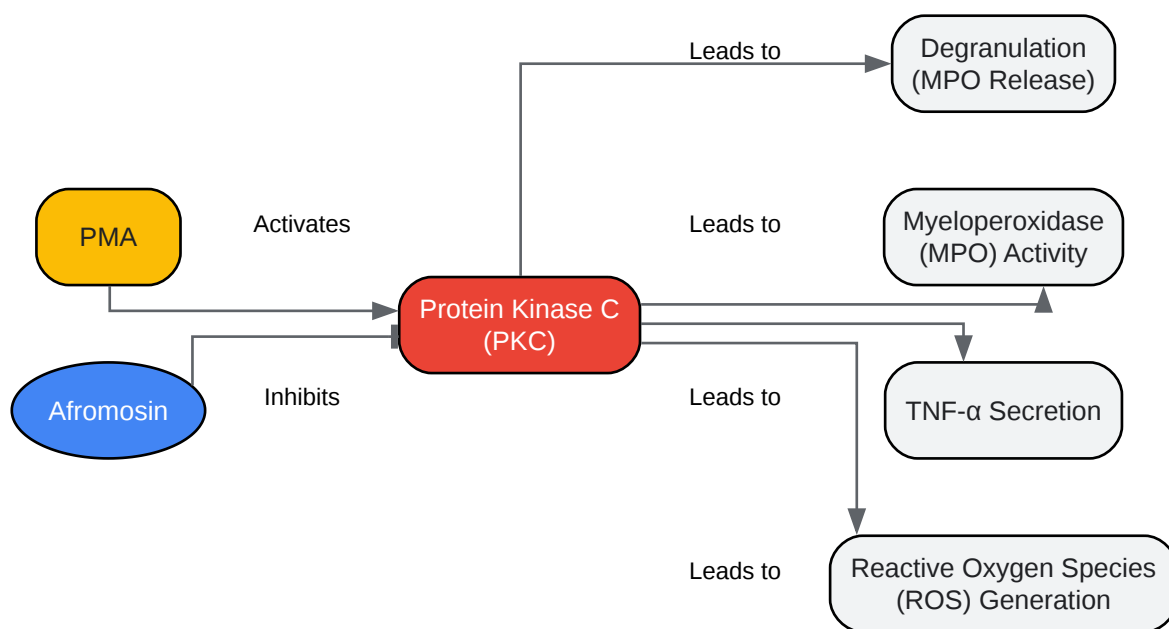 Leads to
Degranulation
(MPO Release)
PMA
Activates
Leads to
Myeloperoxidase
(MPO) Activity
Protein Kinase C
(PKC)
Afromosin
Inhibits
Leads to
TNF-α Secretion
Leads to
Reactive Oxygen Species
(ROS) Generation